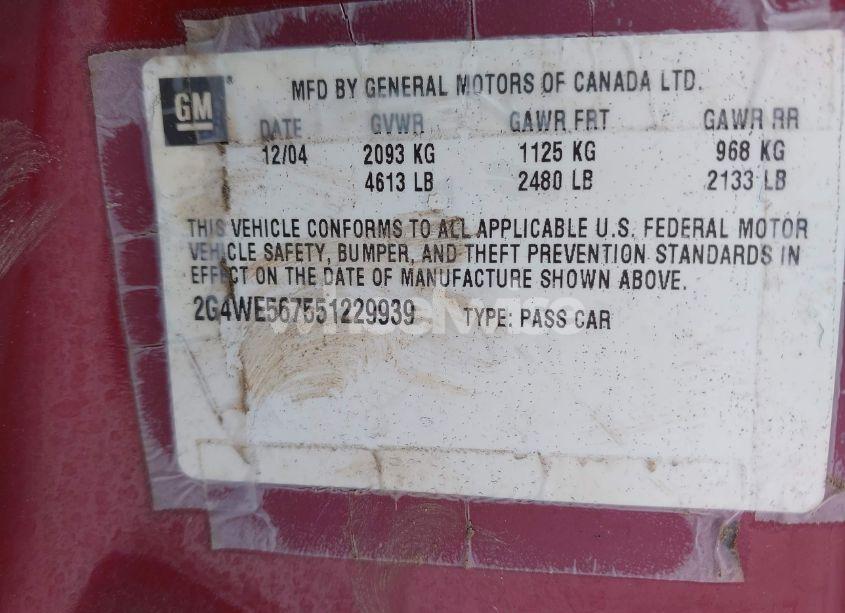 GM
MFD BY GENERAL MOTORS OF CANADA LTD.
DATE GVWR GAWR FRT GAWR RR
12/04 2093 KG 1125 KG 968 KG
4613 LB 2480 LB 2133 LB
THIS VEHICLE CONFORMS TO ALL APPLICABLE U.S. FEDERAL MOTOR
VEHICLE SAFETY, BUMPER, AND THEFT PREVENTION STANDARDS IN
EFFECT ON THE DATE OF MANUFACTURE SHOWN ABOVE.
2G4WE567551229939 TYPE: PASS CAR